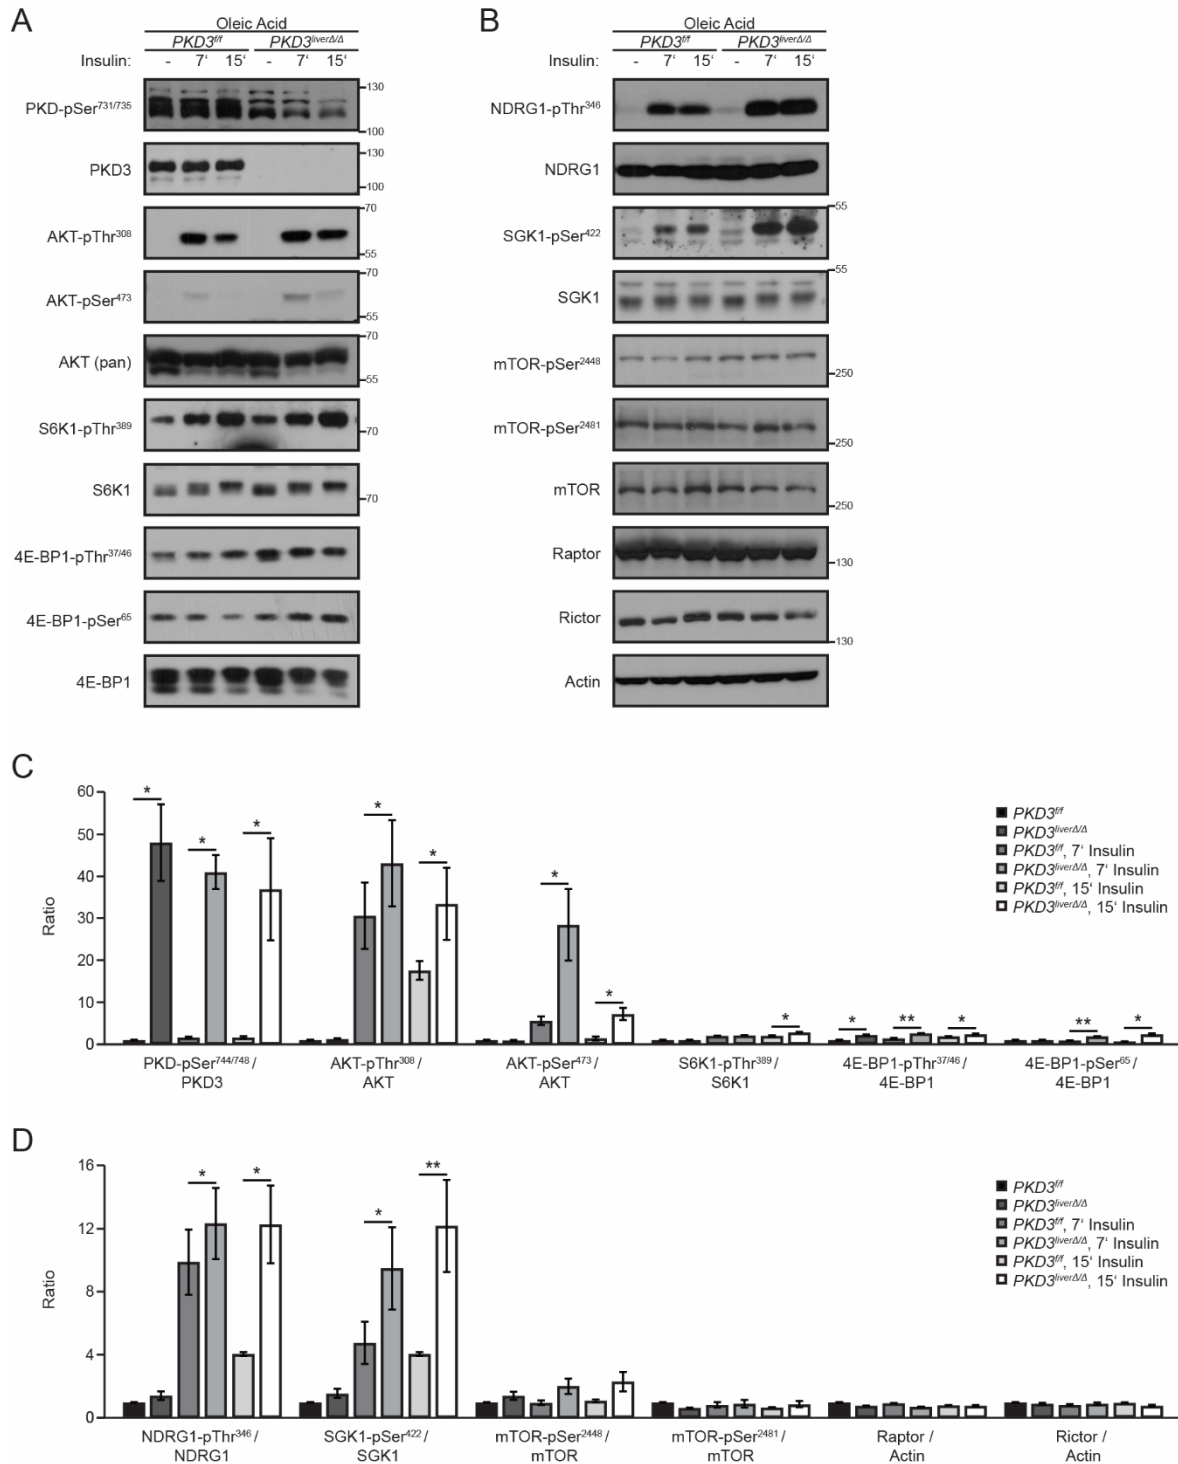 A
Oleic Acid
PKD3f/f PKD3liverΔ/Δ
Insulin: - 7‘ 15‘ - 7‘ 15‘
PKD-pSer731/735
130
100
PKD3
130
100
AKT-pThr308
70
55
AKT-pSer473
70
55
AKT (pan)
70
55
S6K1-pThr389
70
S6K1
70
4E-BP1-pThr37/46
4E-BP1-pSer65
4E-BP1
B
Oleic Acid
PKD3f/f PKD3liverΔ/Δ
Insulin: - 7‘ 15‘ - 7‘ 15‘
NDRG1-pThr346
NDRG1
SGK1-pSer422
55
SGK1
55
mTOR-pSer2448
250
mTOR-pSer2481
250
mTOR
250
Raptor
130
Rictor
130
Actin
C
Ratio
60
50
40
30
20
10
0
* * * * * * * * * ** * ** *
PKD3f/f
PKD3liverΔ/Δ
PKD3f/f, 7‘ Insulin
PKD3liverΔ/Δ, 7‘ Insulin
PKD3f/f, 15‘ Insulin
PKD3liverΔ/Δ, 15‘ Insulin
PKD-pSer744/748 / AKT-pThr308 / AKT-pSer473 / S6K1-pThr389 / 4E-BP1-pThr37/46 / 4E-BP1-pSer65 /
PKD3 AKT AKT S6K1 4E-BP1 4E-BP1
D
Ratio
16
12
8
4
0
* * * **
PKD3f/f
PKD3liverΔ/Δ
PKD3f/f, 7‘ Insulin
PKD3liverΔ/Δ, 7‘ Insulin
PKD3f/f, 15‘ Insulin
PKD3liverΔ/Δ, 15‘ Insulin
NDRG1-pThr346 / SGK1-pSer422 / mTOR-pSer2448 / mTOR-pSer2481 / Raptor / Rictor /
NDRG1 SGK1 mTOR mTOR Actin Actin